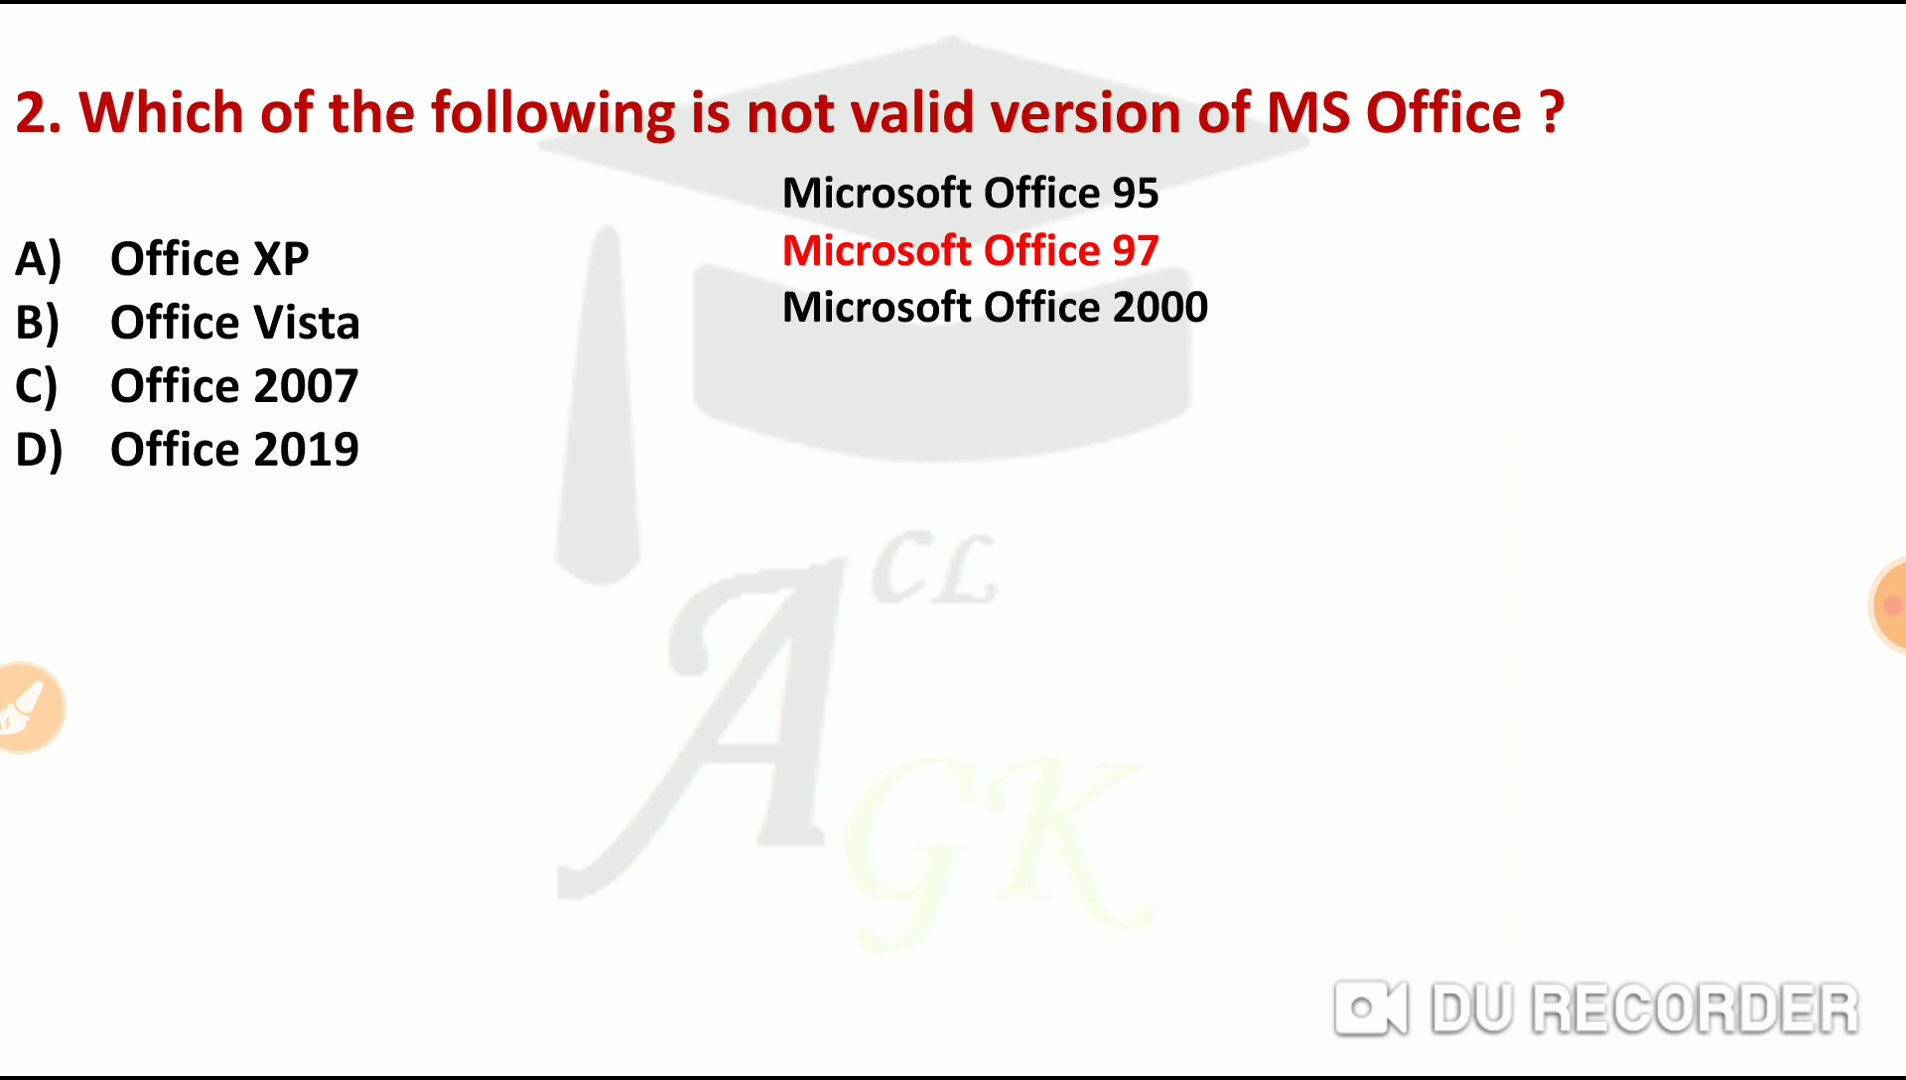 2. Which of the following is not valid version of MS Office ?
A) Office XP
B) Office Vista
C) Office 2007
D) Office 2019
Microsoft Office 95
Microsoft Office 97
Microsoft Office 2000
A CL
GK
DU RECORDER